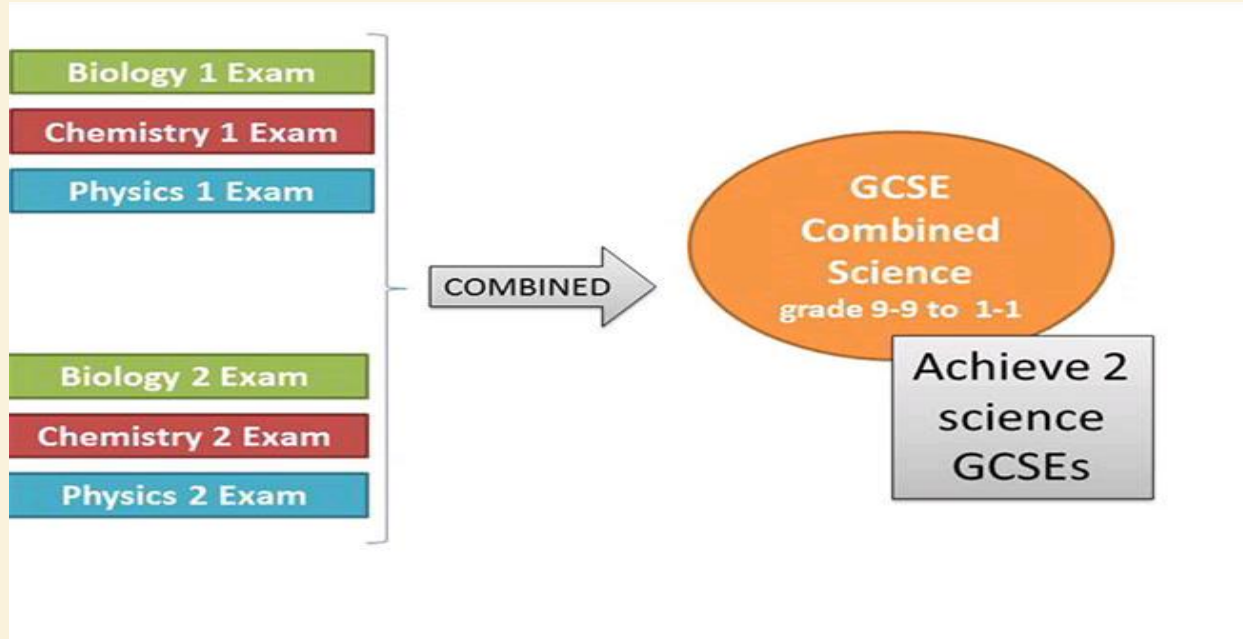 Biology 1 Exam
Chemistry 1 Exam
Physics 1 Exam
Biology 2 Exam
Chemistry 2 Exam
Physics 2 Exam
COMBINED
GCSE
Combined
Science
grade 9-9 to 1-1
Achieve 2
science
GCSEs